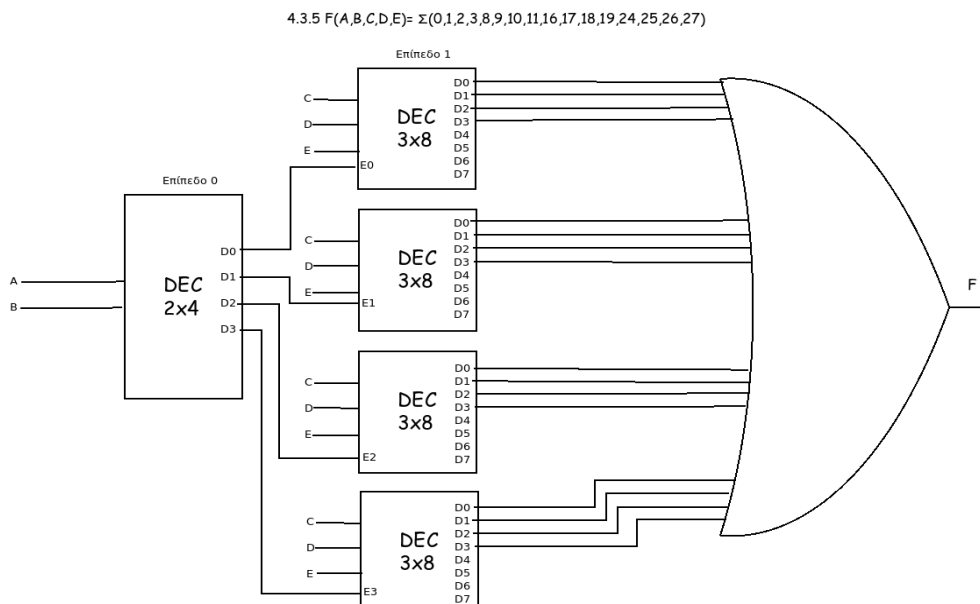 4.3.5 F(A,B,C,D,E)= Σ(0,1,2,3,8,9,10,11,16,17,18,19,24,25,26,27)
Επίπεδο 1
C
D
E
E0
DEC
3x8
D0
D1
D2
D3
D4
D5
D6
D7
Επίπεδο 0
A
B
DEC
2x4
D0
D1
D2
D3
C
D
E
E1
DEC
3x8
D0
D1
D2
D3
D4
D5
D6
D7
F
C
D
E
E2
DEC
3x8
D0
D1
D2
D3
D4
D5
D6
D7
C
D
E
E3
DEC
3x8
D0
D1
D2
D3
D4
D5
D6
D7